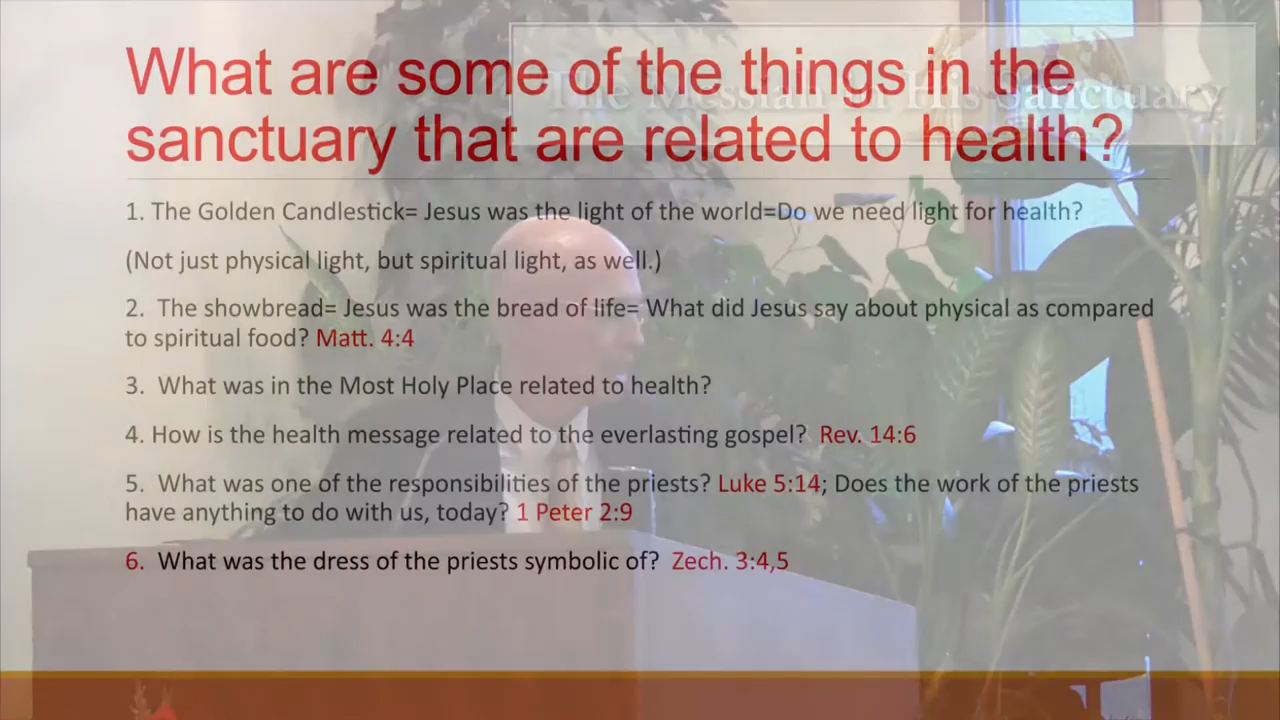 What are some of the things in the
The Messiah in His Sanctuary
sanctuary that are related to health?
1. The Golden Candlestick= Jesus was the light of the world=Do we need light for health?
(Not just physical light, but spiritual light, as well.)
2. The showbread= Jesus was the bread of life= What did Jesus say about physical as compared
to spiritual food? Matt. 4:4
3. What was in the Most Holy Place related to health?
4. How is the health message related to the everlasting gospel? Rev. 14:6
5. What was one of the responsibilities of the priests? Luke 5:14; Does the work of the priests
have anything to do with us, today? 1 Peter 2:9
6. What was the dress of the priests symbolic of? Zech. 3:4,5